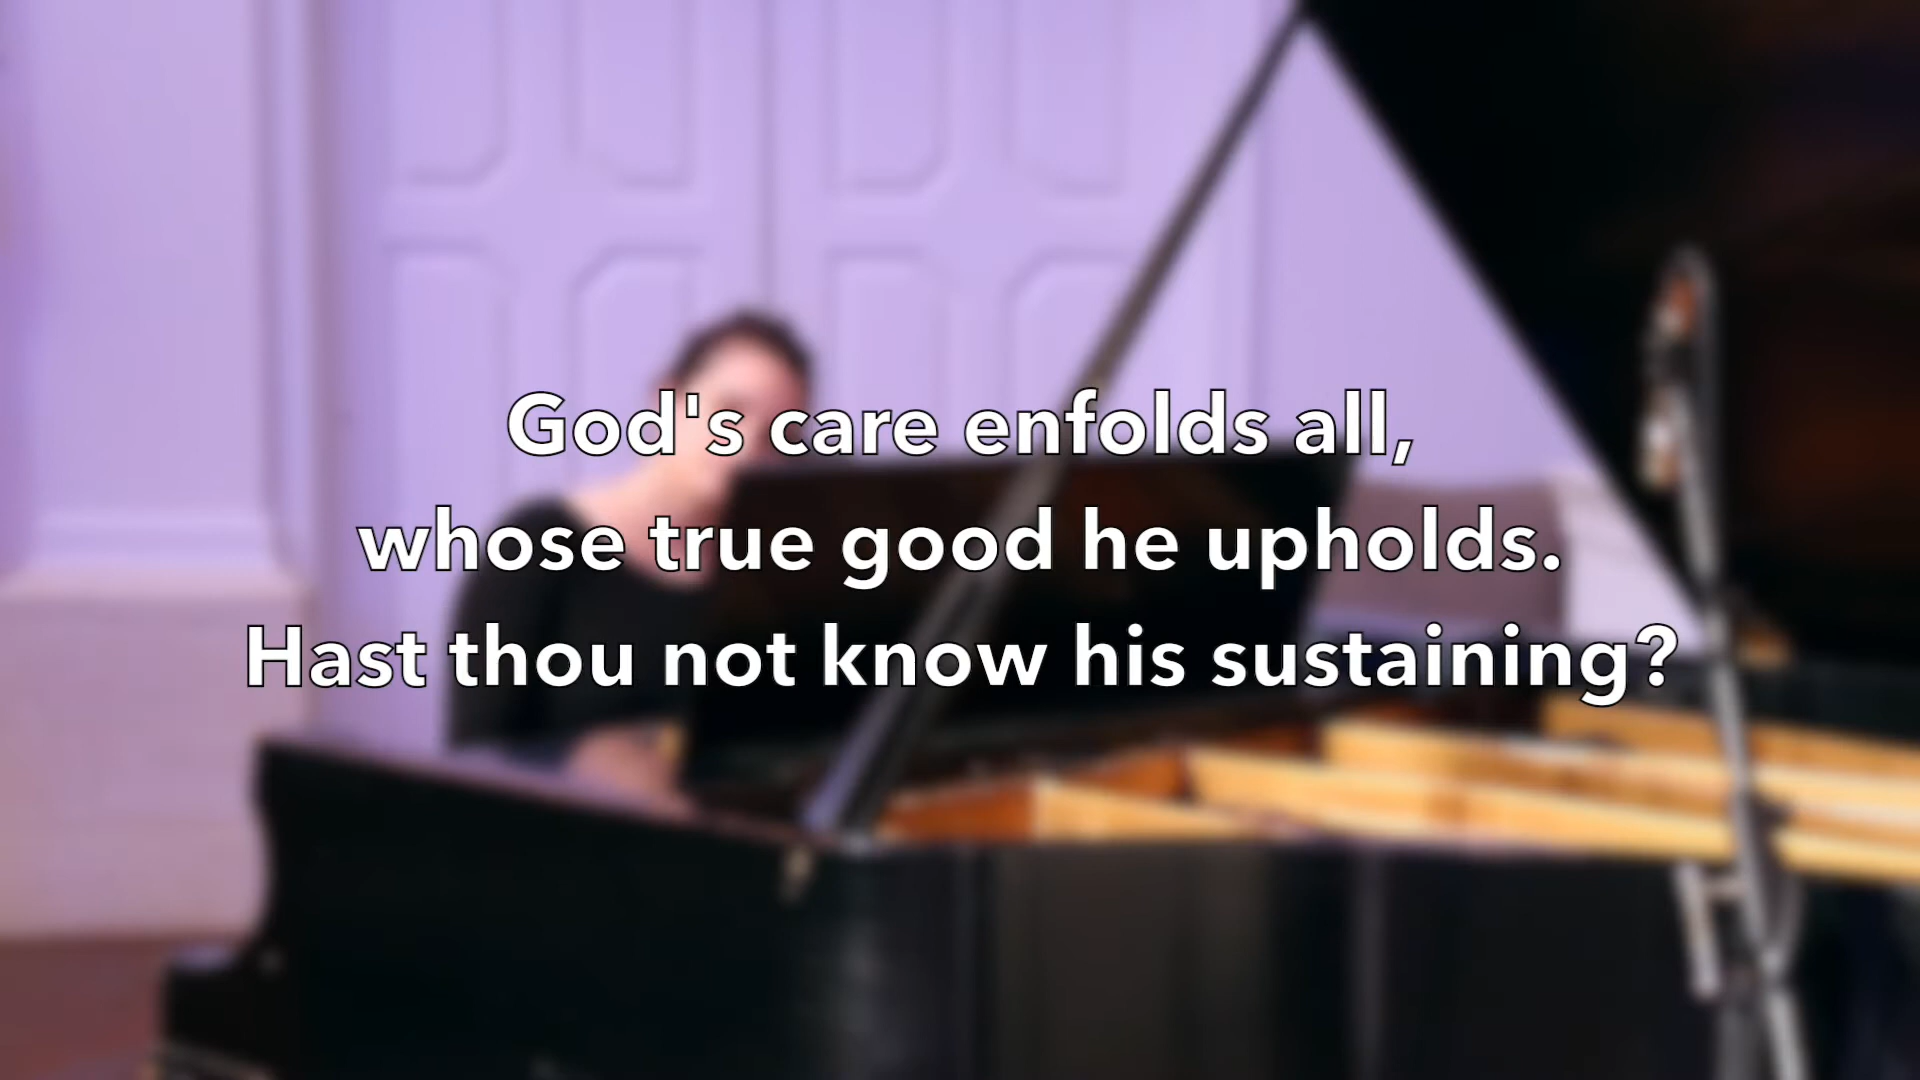 God's care enfolds all,
whose true good he upholds.
Hast thou not know his sustaining?